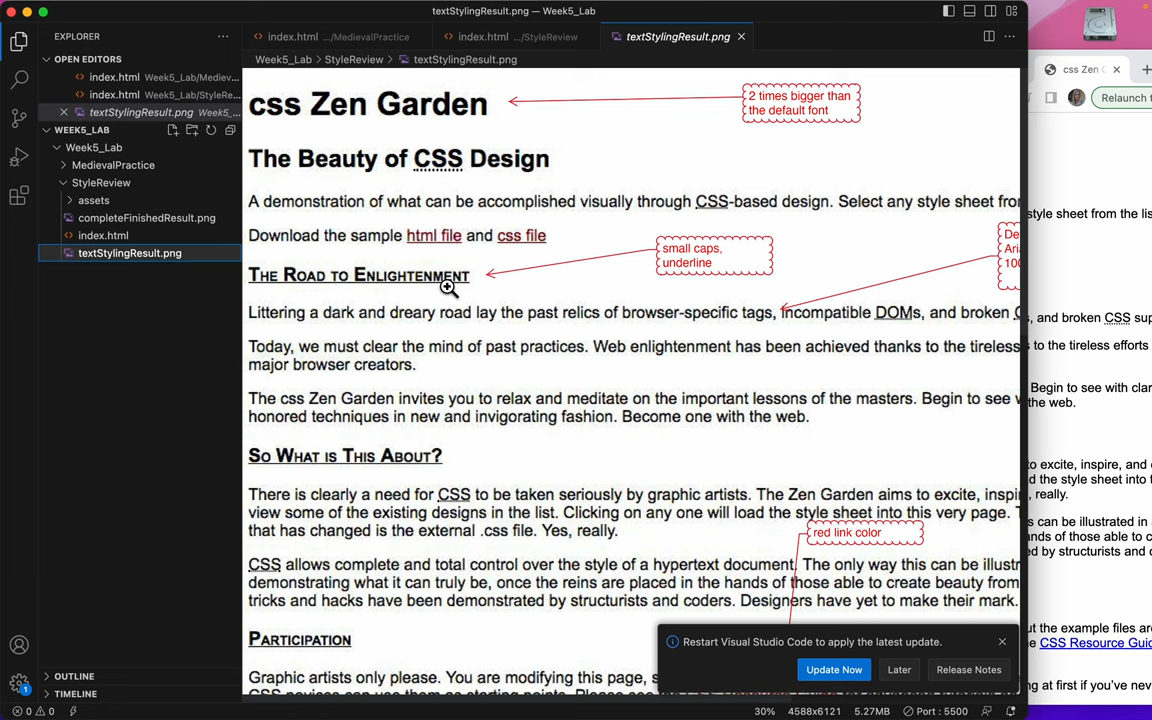 textStylingResult.png — Week5_Lab
EXPLORER
index.html .../MedievalPractice
index.html .../StyleReview
textStylingResult.png
OPEN EDITORS
index.html Week5_Lab/Mediev...
index.html Week5_Lab/StyleRe...
textStylingResult.png Week5_...
WEEK5_LAB
Week5_Lab
MedievalPractice
StyleReview
assets
completeFinishedResult.png
index.html
textStylingResult.png
OUTLINE
TIMELINE
Week5_Lab > StyleReview > textStylingResult.png
css Zen Garden
2 times bigger than
the default font
The Beauty of CSS Design
A demonstration of what can be accomplished visually through CSS-based design. Select any style sheet from
Download the sample html file and css file
small caps,
underline
De
Aria
100
The Road to Enlightenment
Littering a dark and dreary road lay the past relics of browser-specific tags, incompatible DOMs, and broken C
Today, we must clear the mind of past practices. Web enlightenment has been achieved thanks to the tireless
major browser creators.
The css Zen Garden invites you to relax and meditate on the important lessons of the masters. Begin to see w
honored techniques in new and invigorating fashion. Become one with the web.
So What is This About?
There is clearly a need for CSS to be taken seriously by graphic artists. The Zen Garden aims to excite, inspi
view some of the existing designs in the list. Clicking on any one will load the style sheet into this very page. T
that has changed is the external .css file. Yes, really.
red link color
CSS allows complete and total control over the style of a hypertext document. The only way this can be illustr
demonstrating what it can truly be, once the reins are placed in the hands of those able to create beauty from
tricks and hacks have been demonstrated by structurists and coders. Designers have yet to make their mark.
Participation
Graphic artists only please. You are modifying this page, s
Restart Visual Studio Code to apply the latest update.
Update Now
Later
Release Notes
1
0 0
30%
4588x6121
5.27MB
Port : 5500
css Zen G
Relaunch t
style sheet from the lis
s, and broken CSS sup
s to the tireless efforts
Begin to see with clar
the web.
to excite, inspire, and
d the style sheet into t
, really.
s can be illustrated in
ands of those able to c
ed by structurists and c
ut the example files are
e CSS Resource Guid
ng at first if you've neve